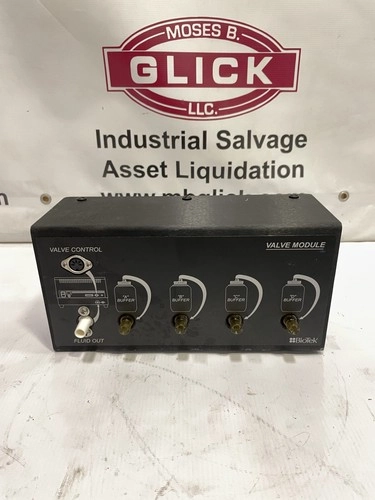 MOSES B.
GLICK
LLC.
Industrial Salvage
Asset Liquidation
VALVE CONTROL
VALVE MODULE
BUFFER
BUFFER
BUFFER
BUFFER
FLUID OUT
BioTek